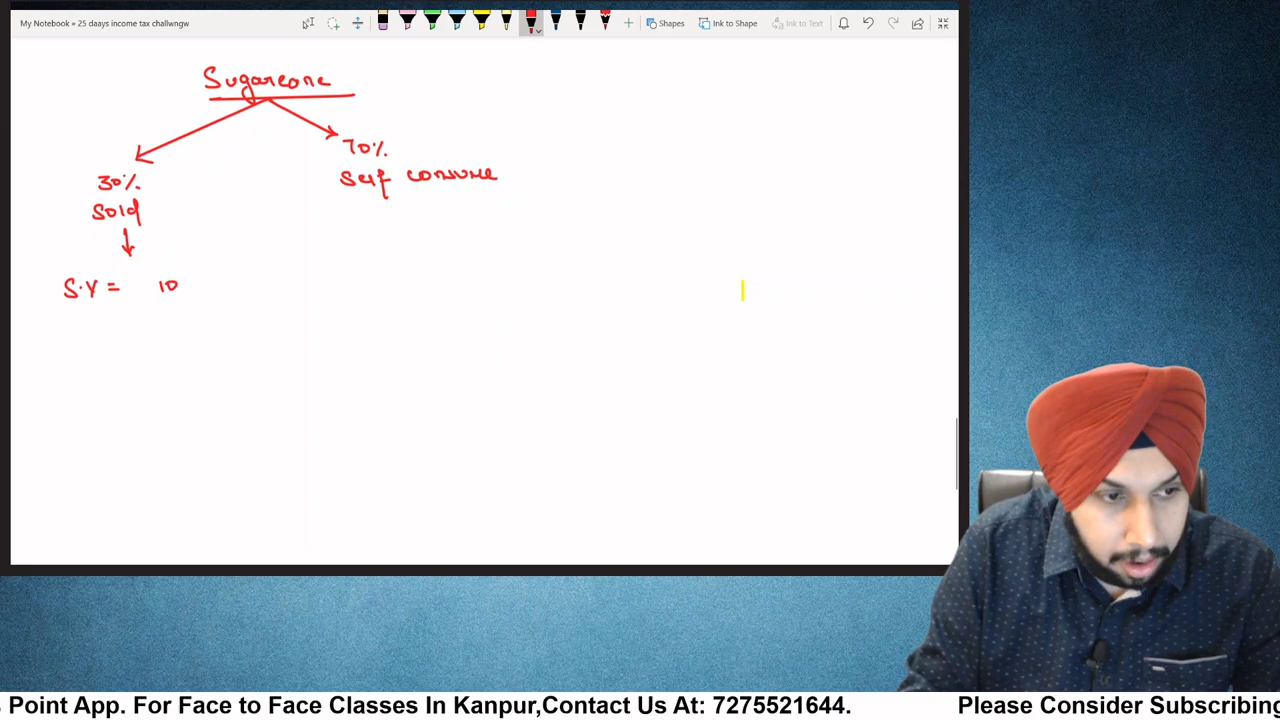 My Notebook » 25 daays income tax challwngw
Shapes
Ink to Shape
Ink to Text
Sugarcane
70%
Self consume
30%
Sold
S.V = 10
Point App. For Face to Face Classes In Kanpur,Contact Us At: 7275521644.
Please Consider Subscribing